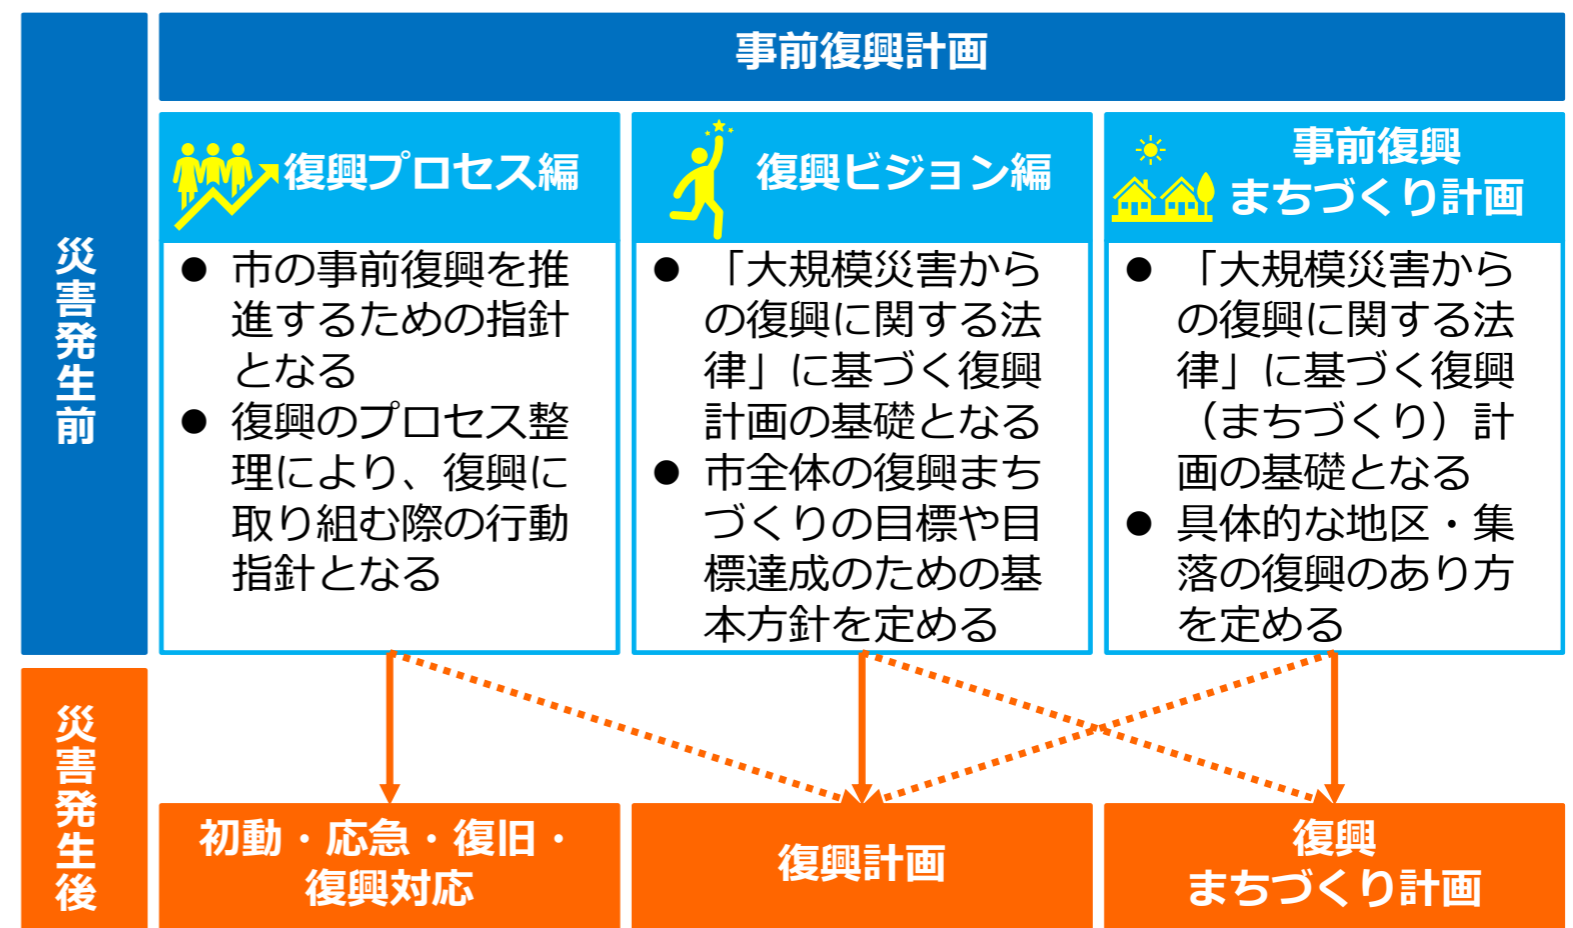 災害発生前
事前復興計画
復興プロセス編
● 市の事前復興を推
進するための指針
となる
● 復興のプロセス整
理により、復興に
取り組む際の行動
指針となる
復興ビジョン編
● 「大規模災害から
の復興に関する法
律」に基づく復興
計画の基礎となる
● 市全体の復興まち
づくりの目標や目
標達成のための基
本方針を定める
事前復興
まちづくり計画
● 「大規模災害から
の復興に関する法
律」に基づく復興
（まちづくり）計
画の基礎となる
● 具体的な地区・集
落の復興のあり方
を定める
災害発生後
初動・応急・復旧・
復興対応
復興計画
復興
まちづくり計画